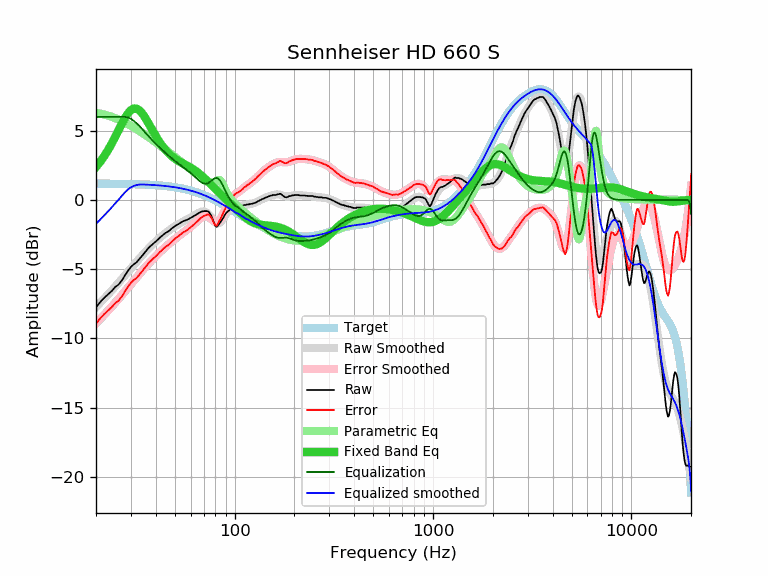 Sennheiser HD 660 S
Amplitude (dBr)
5
0
−5
−10
−15
−20
Target
Raw Smoothed
Error Smoothed
Raw
Error
Parametric Eq
Fixed Band Eq
Equalization
Equalized smoothed
100
1000
10000
Frequency (Hz)